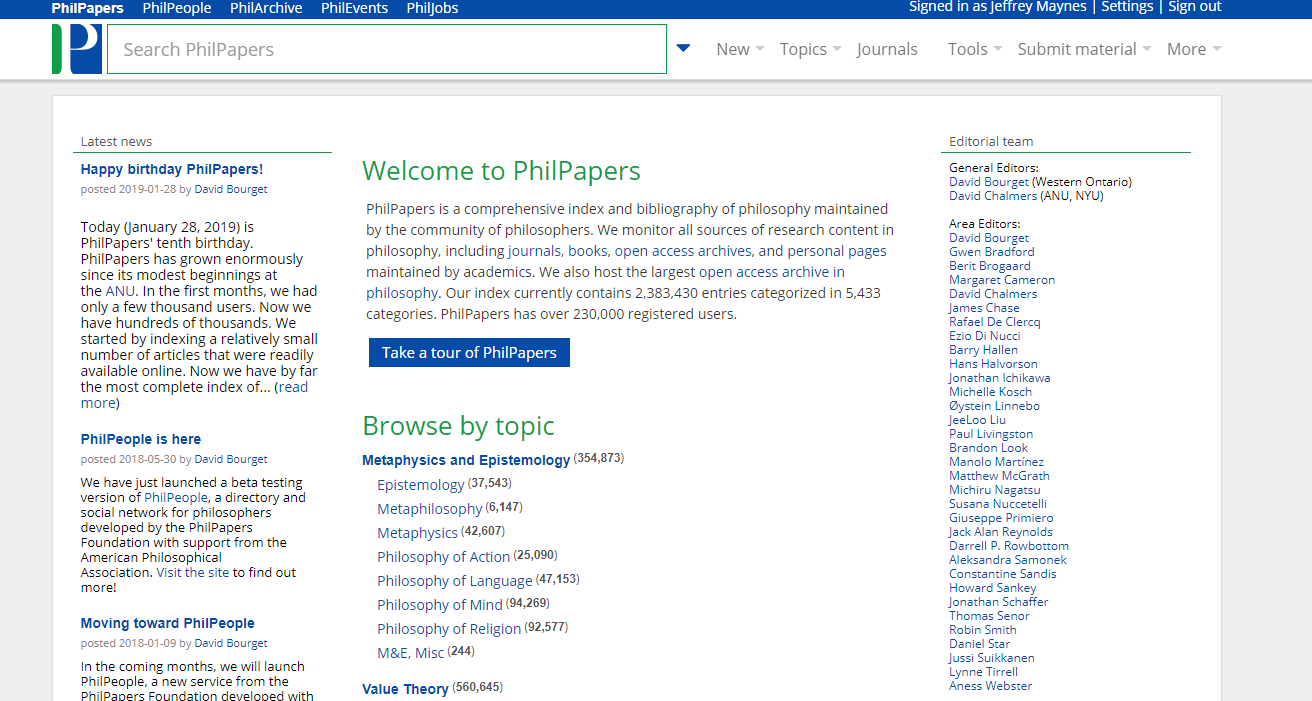 PhilPapers PhilPeople PhilArchive PhilEvents PhilJobs
Signed in as Jeffrey Maynes | Settings | Sign out
P
Search PhilPapers
New Topics Journals Tools Submit material More
Latest news
Happy birthday PhilPapers!
posted 2019-01-28 by David Bourget
Today (January 28, 2019) is
PhilPapers' tenth birthday.
PhilPapers has grown enormously
since its modest beginnings at
the ANU. In the first months, we had
only a few thousand users. Now we
have hundreds of thousands. We
started by indexing a relatively small
number of articles that were readily
available online. Now we have by far
the most complete index of... (read
more)
PhilPeople is here
posted 2018-05-30 by David Bourget
We have just launched a beta testing
version of PhilPeople, a directory and
social network for philosophers
developed by the PhilPapers
Foundation with support from the
American Philosophical
Association. Visit the site to find out
more!
Moving toward PhilPeople
posted 2018-01-09 by David Bourget
In the coming months, we will launch
PhilPeople, a new service from the
PhilPapers Foundation developed with
Welcome to PhilPapers
PhilPapers is a comprehensive index and bibliography of philosophy maintained
by the community of philosophers. We monitor all sources of research content in
philosophy, including journals, books, open access archives, and personal pages
maintained by academics. We also host the largest open access archive in
philosophy. Our index currently contains 2,383,430 entries categorized in 5,433
categories. PhilPapers has over 230,000 registered users.
Take a tour of PhilPapers
Browse by topic
Metaphysics and Epistemology (354,873)
Epistemology (37,543)
Metaphilosophy (6,147)
Metaphysics (42,607)
Philosophy of Action (25,090)
Philosophy of Language (47,153)
Philosophy of Mind (94,269)
Philosophy of Religion (92,577)
M&E, Misc (244)
Value Theory (560,645)
Editorial team
General Editors:
David Bourget (Western Ontario)
David Chalmers (ANU, NYU)
Area Editors:
David Bourget
Gwen Bradford
Berit Brogaard
Margaret Cameron
David Chalmers
James Chase
Rafael De Clercq
Ezio Di Nucci
Barry Hallen
Hans Halvorson
Jonathan Ichikawa
Michelle Kosch
Øystein Linnebo
JeeLoo Liu
Paul Livingston
Brandon Look
Manolo Martínez
Matthew McGrath
Michiru Nagatsu
Susana Nuccetelli
Giuseppe Primiero
Jack Alan Reynolds
Darrell P. Rowbottom
Aleksandra Samonek
Constantine Sandis
Howard Sankey
Jonathan Schaffer
Thomas Senor
Robin Smith
Daniel Star
Jussi Suikkanen
Lynne Tirrell
Aness Webster